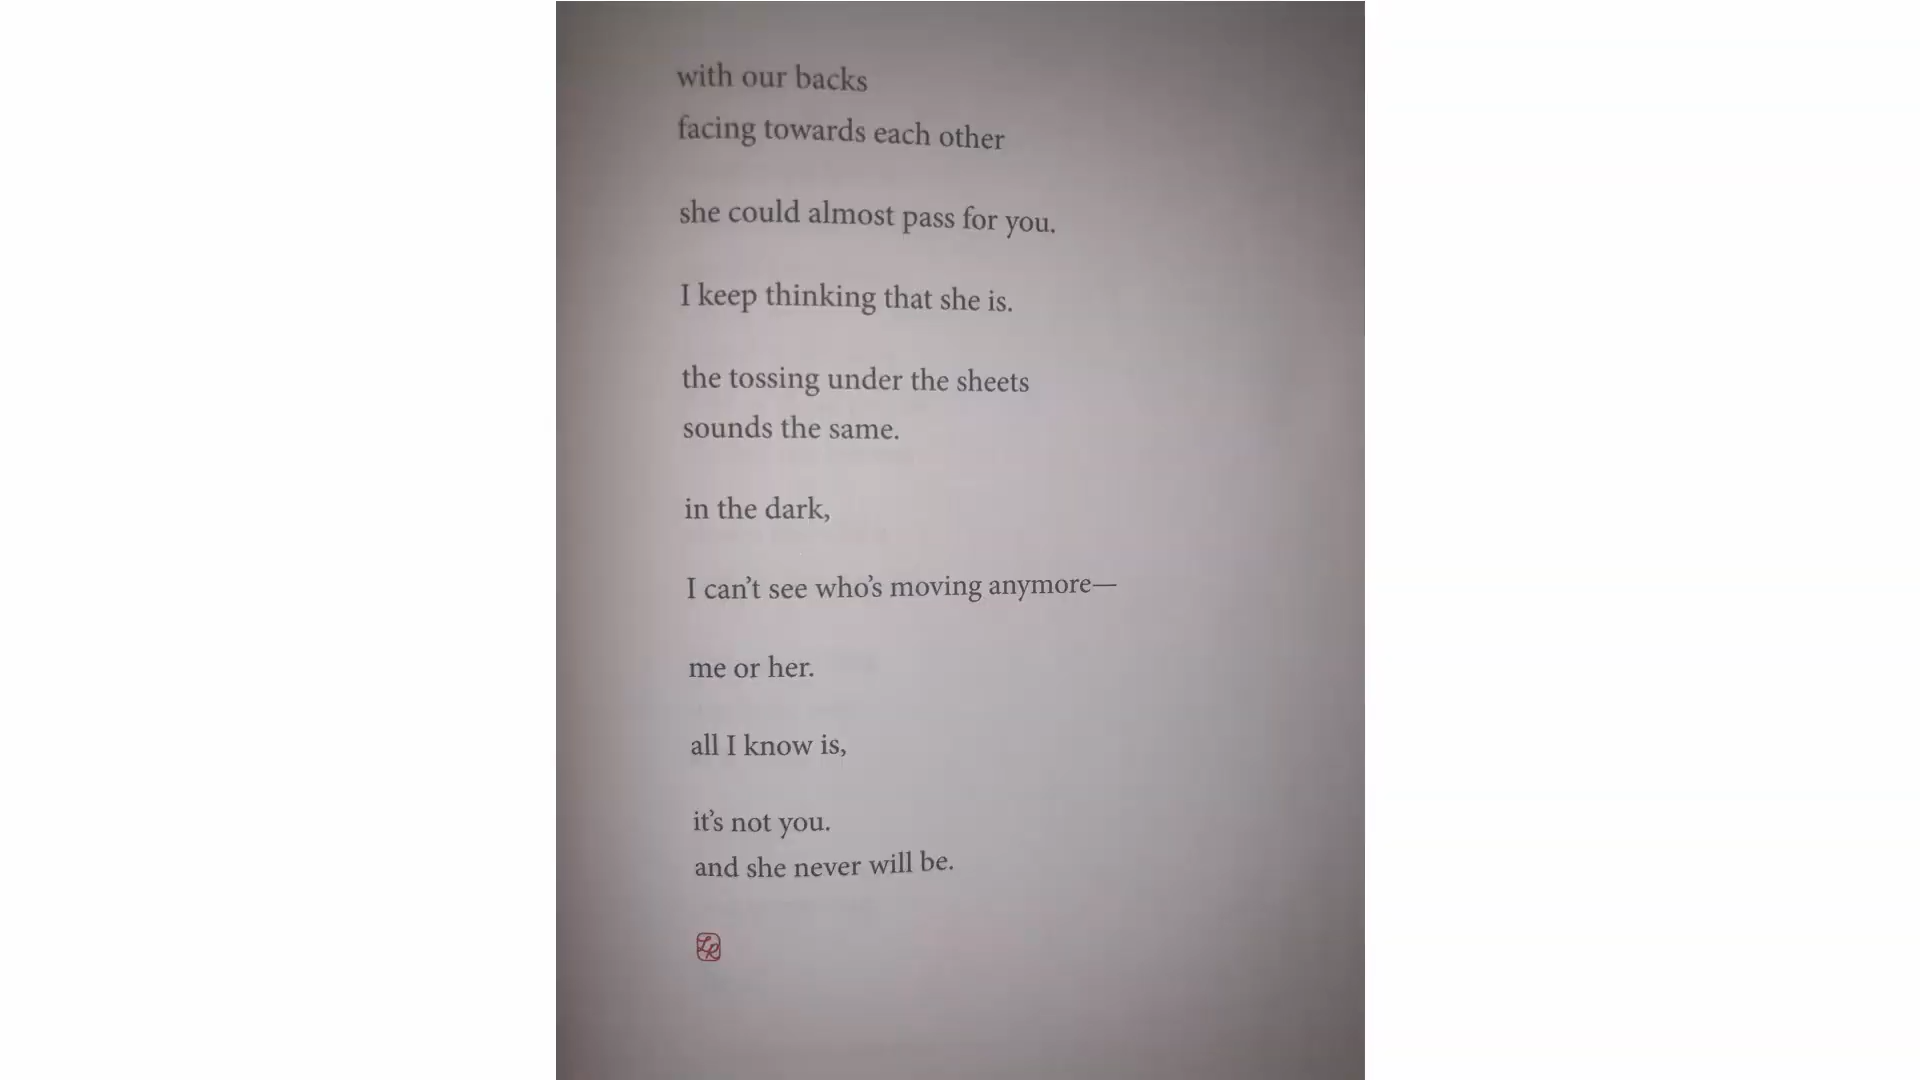 with our backs
facing towards each other
she could almost pass for you.
I keep thinking that she is.
the tossing under the sheets
sounds the same.
in the dark,
I can’t see who’s moving anymore—
me or her.
all I know is,
it’s not you.
and she never will be.
LR